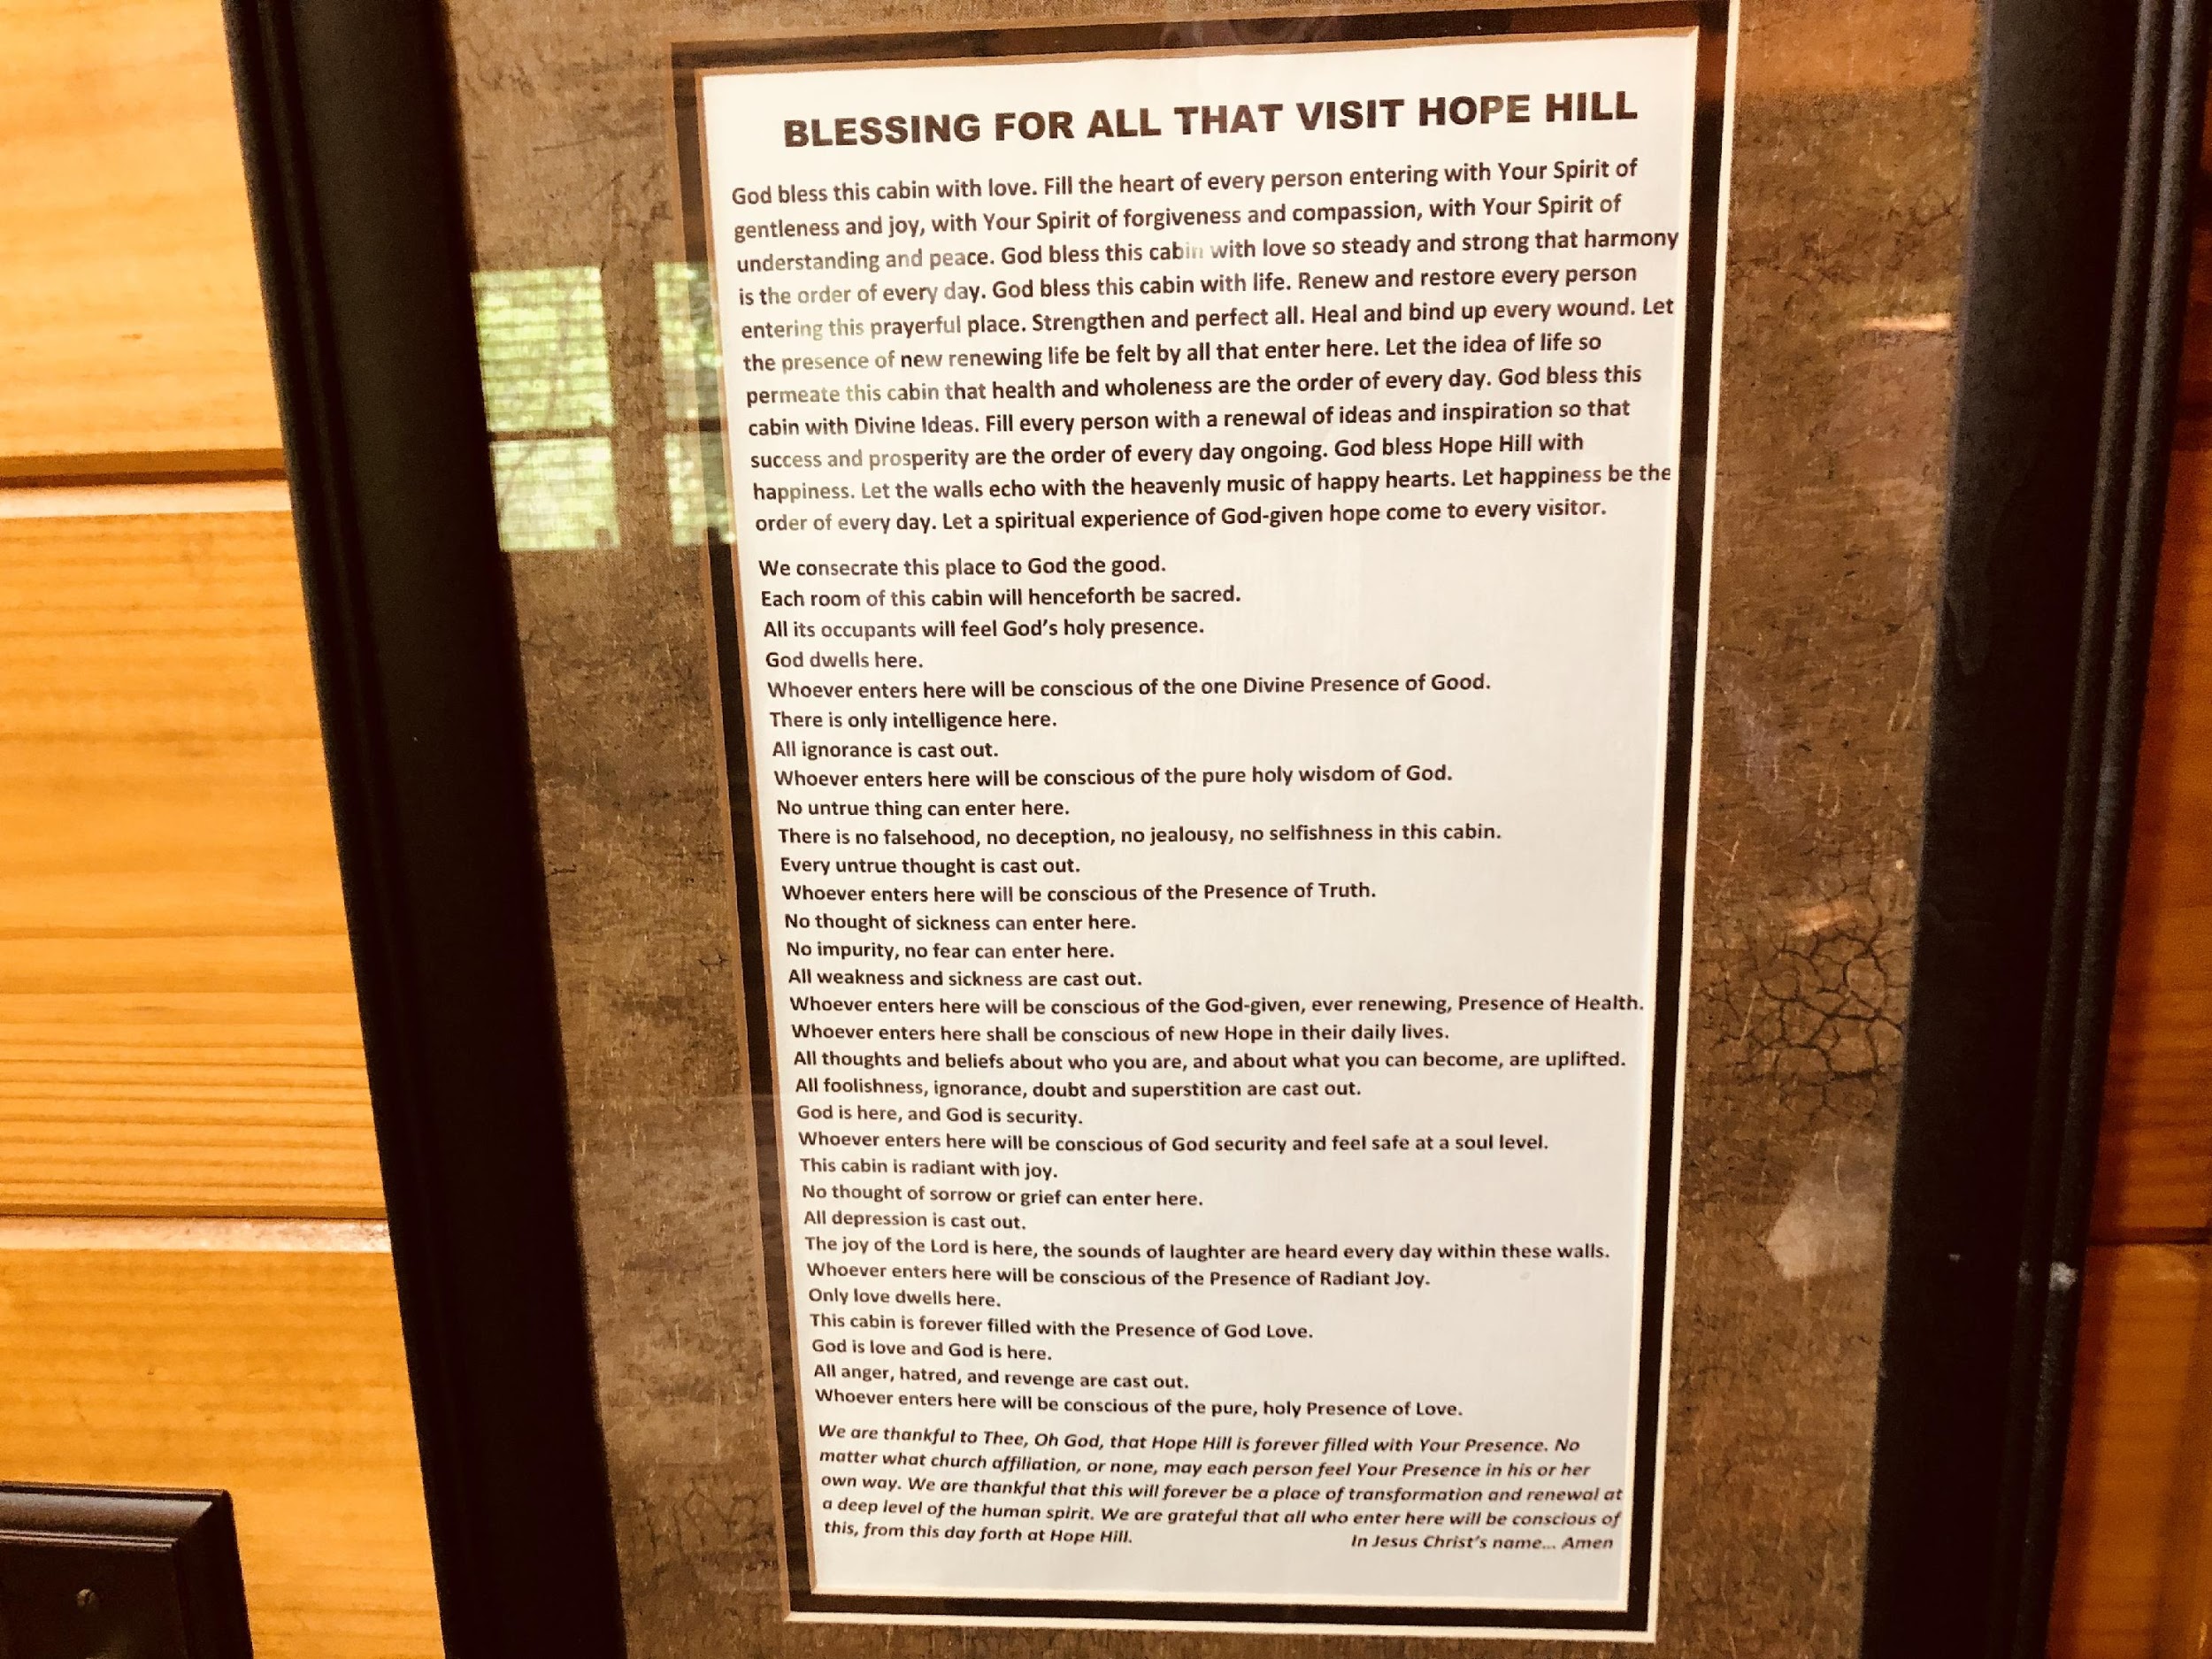 BLESSING FOR ALL THAT VISIT HOPE HILL
God bless this cabin with love. Fill the heart of every person entering with Your Spirit of
gentleness and joy, with Your Spirit of forgiveness and compassion, with Your Spirit of
understanding and peace. God bless this cabin with love so steady and strong that harmony
is the order of every day. God bless this cabin with life. Renew and restore every person
entering this prayerful place. Strengthen and perfect all. Heal and bind up every wound. Let
the presence of new renewing life be felt by all that enter here. Let the idea of life so
permeate this cabin that health and wholeness are the order of every day. God bless this
cabin with Divine Ideas. Fill every person with a renewal of ideas and inspiration so that
success and prosperity are the order of every day ongoing. God bless Hope Hill with
happiness. Let the walls echo with the heavenly music of happy hearts. Let happiness be the
order of every day. Let a spiritual experience of God-given hope come to every visitor.
We consecrate this place to God the good.
Each room of this cabin will henceforth be sacred.
All its occupants will feel God's holy presence.
God dwells here.
Whoever enters here will be conscious of the one Divine Presence of Good.
There is only intelligence here.
All ignorance is cast out.
Whoever enters here will be conscious of the pure holy wisdom of God.
No untrue thing can enter here.
There is no falsehood, no deception, no jealousy, no selfishness in this cabin.
Every untrue thought is cast out.
Whoever enters here will be conscious of the Presence of Truth.
No thought of sickness can enter here.
No impurity, no fear can enter here.
All weakness and sickness are cast out.
Whoever enters here will be conscious of the God-given, ever renewing, Presence of Health.
Whoever enters here shall be conscious of new Hope in their daily lives.
All thoughts and beliefs about who you are, and about what you can become, are uplifted.
All foolishness, ignorance, doubt and superstition are cast out.
God is here, and God is security.
Whoever enters here will be conscious of God security and feel safe at a soul level.
This cabin is radiant with joy.
No thought of sorrow or grief can enter here.
All depression is cast out.
The joy of the Lord is here, the sounds of laughter are heard every day within these walls.
Whoever enters here will be conscious of the Presence of Radiant Joy.
Only love dwells here.
This cabin is forever filled with the Presence of God Love.
God is love and God is here.
All anger, hatred, and revenge are cast out.
Whoever enters here will be conscious of the pure, holy Presence of Love.
We are thankful to Thee, Oh God, that Hope Hill is forever filled with Your Presence. No
matter what church affiliation, or none, may each person feel Your Presence in his or her
own way. We are thankful that this will forever be a place of transformation and renewal at
a deep level of the human spirit. We are grateful that all who enter here will be conscious of
this, from this day forth at Hope Hill. In Jesus Christ's name... Amen